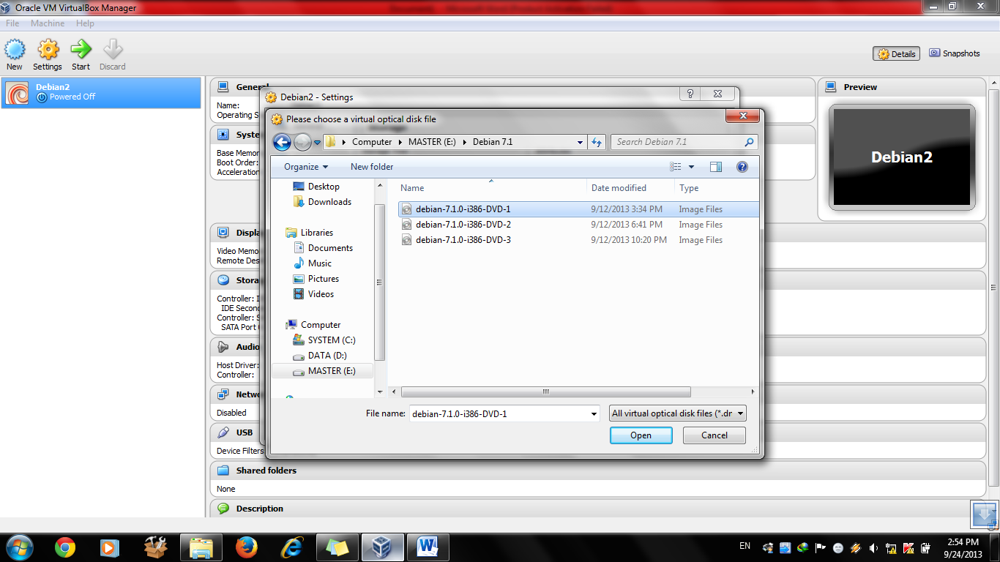 Oracle VM VirtualBox Manager
File Machine Help
New Settings Start Discard
Details Snapshots
Debian2
Powered Off
General
Name:
Operating S
System
Base Memor
Boot Order:
Acceleration
Display
Video Memo
Remote Des
Storag
Controller: I
IDE Second
Controller: S
SATA Port
Audio
Host Driver:
Controller:
Netwo
Disabled
USB
Device Filters
Shared folders
None
Description
Preview
Debian2
Debian2 - Settings
?
Please choose a virtual optical disk file
Computer MASTER (E:) Debian 7.1
Search Debian 7.1
Organize New folder
Desktop
Downloads
Libraries
Documents
Music
Pictures
Videos
Computer
SYSTEM (C:)
DATA (D:)
MASTER (E:)
Name Date modified Type
debian-7.1.0-i386-DVD-1 9/12/2013 3:34 PM Image Files
debian-7.1.0-i386-DVD-2 9/12/2013 6:41 PM Image Files
debian-7.1.0-i386-DVD-3 9/12/2013 10:20 PM Image Files
File name: debian-7.1.0-i386-DVD-1 All virtual optical disk files (*.dr
Open Cancel
EN
2:54 PM
9/24/2013